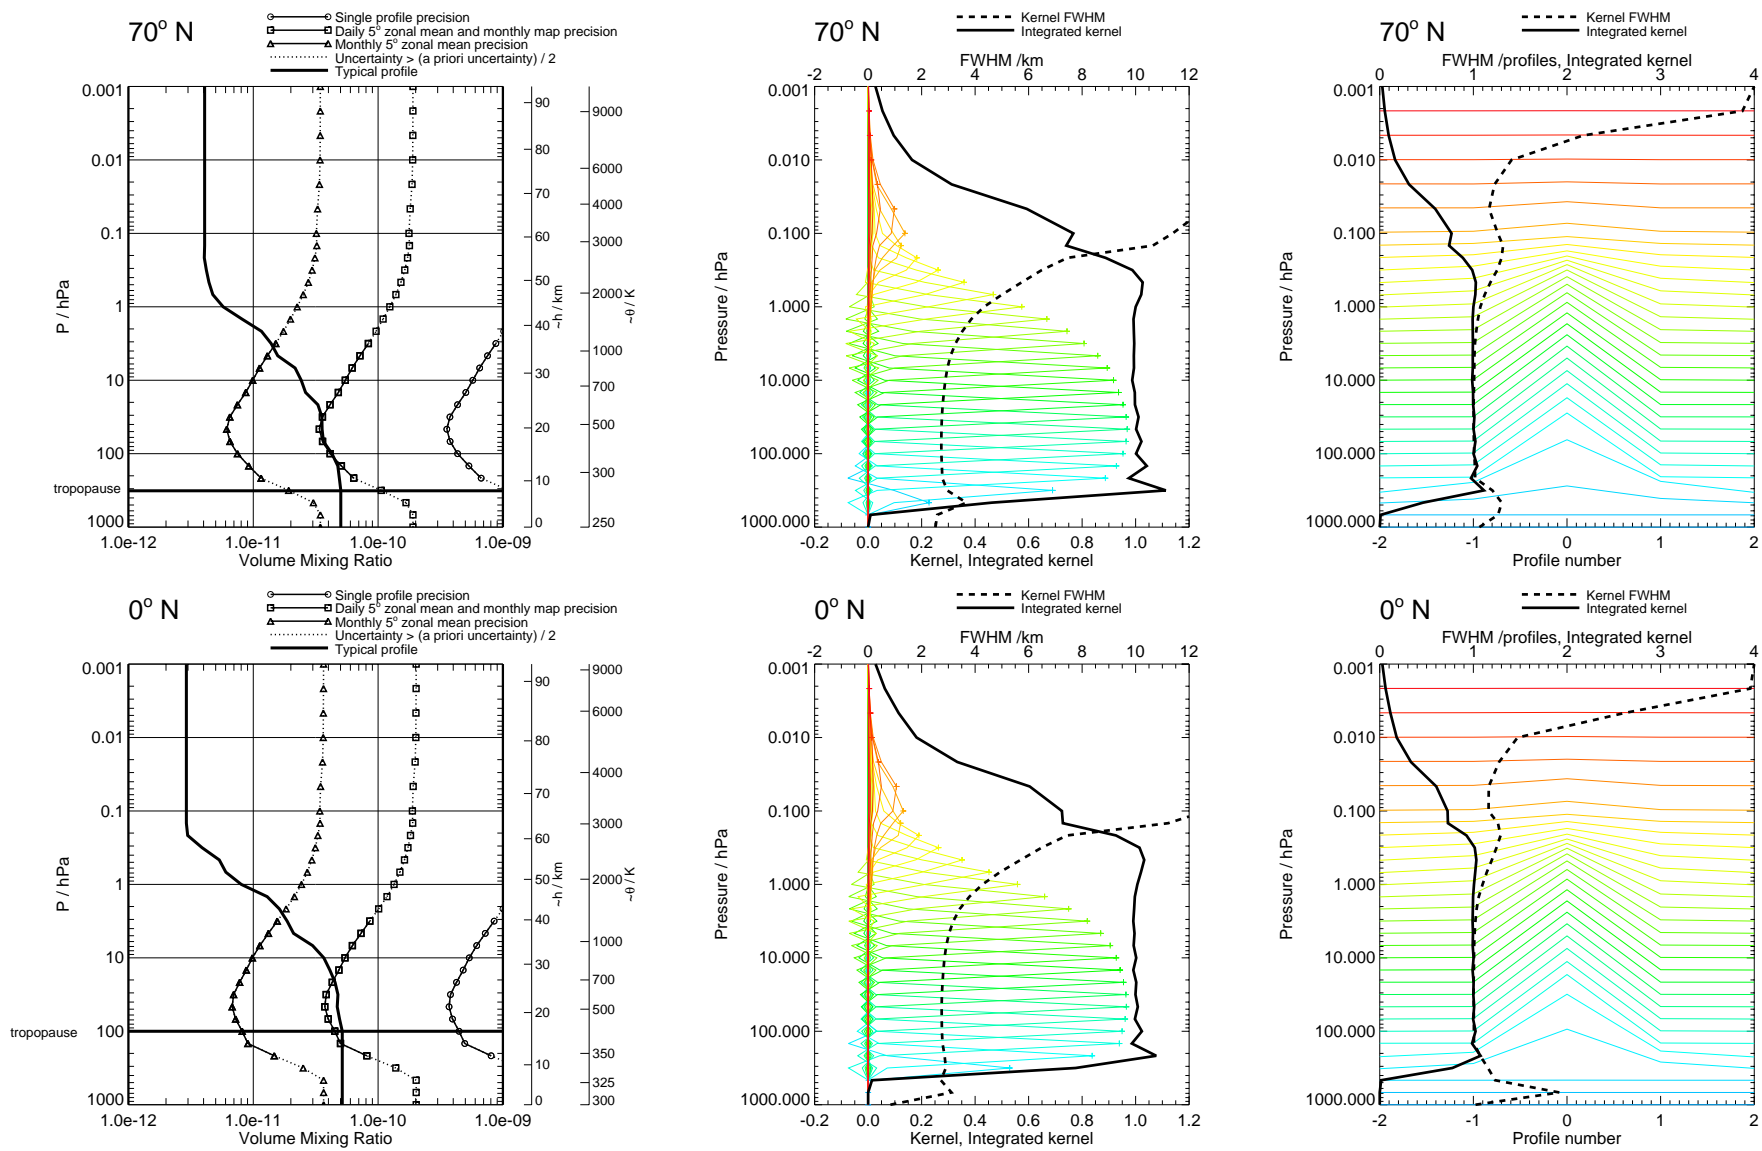 70° N
Single profile precision
Daily 5° zonal mean and monthly map precision
Monthly 5° zonal mean precision
Uncertainty > (a priori uncertainty) / 2
Typical profile
0.001
0.01
0.1
1
10
100
1000
tropopause
P / hPa
1.0e-12 1.0e-11 1.0e-10 1.0e-09
Volume Mixing Ratio
90
80
70
60
50
40
30
20
10
0
~h / km
9000
6000
4000
3000
2000
1000
700
500
300
250
~θ / K
70° N
Kernel FWHM
Integrated kernel
FWHM /km
-2 0 2 4 6 8 10 12
0.001
0.010
0.100
1.000
10.000
100.000
1000.000
Pressure / hPa
-0.2 0.0 0.2 0.4 0.6 0.8 1.0 1.2
Kernel, Integrated kernel
70° N
Kernel FWHM
Integrated kernel
FWHM /profiles, Integrated kernel
0 1 2 3 4
0.001
0.010
0.100
1.000
10.000
100.000
1000.000
Pressure / hPa
-2 -1 0 1 2
Profile number
0° N
Single profile precision
Daily 5° zonal mean and monthly map precision
Monthly 5° zonal mean precision
Uncertainty > (a priori uncertainty) / 2
Typical profile
0.001
0.01
0.1
1
10
100
1000
tropopause
P / hPa
1.0e-12 1.0e-11 1.0e-10 1.0e-09
Volume Mixing Ratio
90
80
70
60
50
40
30
20
10
0
~h / km
9000
6000
4000
3000
2000
1000
700
500
350
325
300
~θ / K
0° N
Kernel FWHM
Integrated kernel
FWHM /km
-2 0 2 4 6 8 10 12
0.001
0.010
0.100
1.000
10.000
100.000
1000.000
Pressure / hPa
-0.2 0.0 0.2 0.4 0.6 0.8 1.0 1.2
Kernel, Integrated kernel
0° N
Kernel FWHM
Integrated kernel
FWHM /profiles, Integrated kernel
0 1 2 3 4
0.001
0.010
0.100
1.000
10.000
100.000
1000.000
Pressure / hPa
-2 -1 0 1 2
Profile number